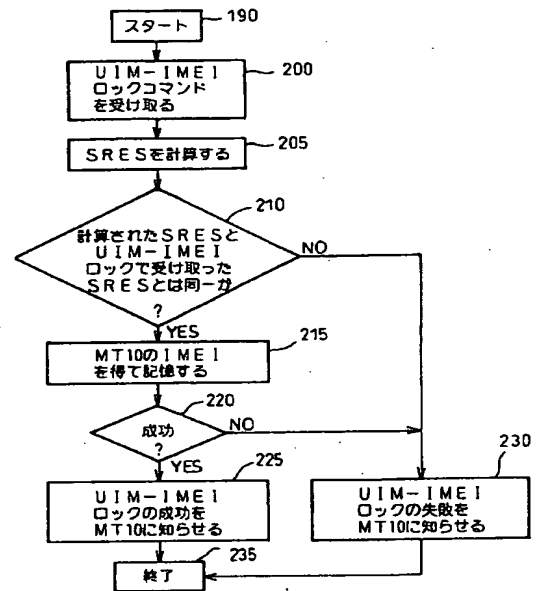 スタート
190
UIM-IMEI
ロックコマンド
を受け取る
200
SRESを計算する
205
210
計算されたSRESと
UIM-IMEI
ロックで受け取った
SRESとは同一か
?
NO
YES
MT10のIMEI
を得て記憶する
215
220
成功
?
NO
YES
225
UIM-IMEI
ロックの成功を
MT10に知らせる
230
UIM-IMEI
ロックの失敗を
MT10に知らせる
235
終了